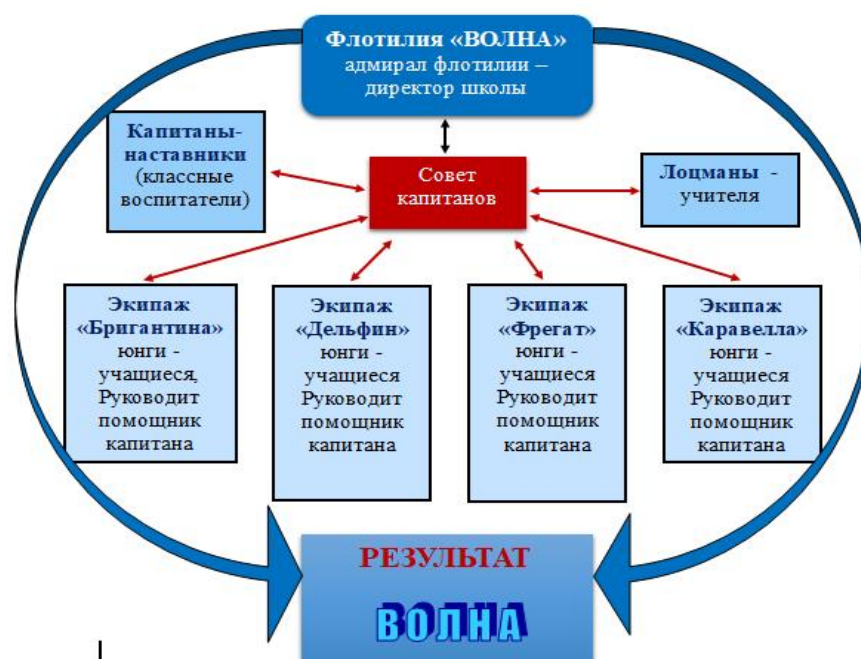 Флотилия «ВОЛНА»
адмирал флотилии –
директор школы
Капитаны-
наставники
(классные
воспитатели)
Совет
капитанов
Лоцманы -
учителя
Экипаж
«Бригантина»
юнги -
учащиеся,
Руководит
помощник
капитана
Экипаж
«Дельфин»
юнги -
учащиеся
Руководит
помощник
капитана
Экипаж
«Фрегат»
юнги -
учащиеся
Руководит
помощник
капитана
Экипаж
«Каравелла»
юнги -
учащиеся
Руководит
помощник
капитана
РЕЗУЛЬТАТ
ВОЛНА